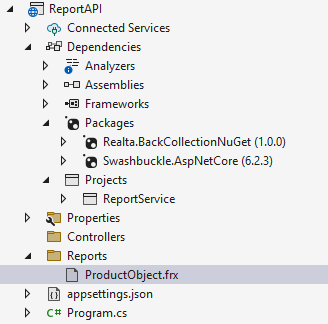 ReportAPI
Connected Services
Dependencies
Analyzers
Assemblies
Frameworks
Packages
Realta.BackCollectionNuGet (1.0.0)
Swashbuckle.AspNetCore (6.2.3)
Projects
ReportService
Properties
Controllers
Reports
ProductObject.frx
appsettings.json
C# Program.cs